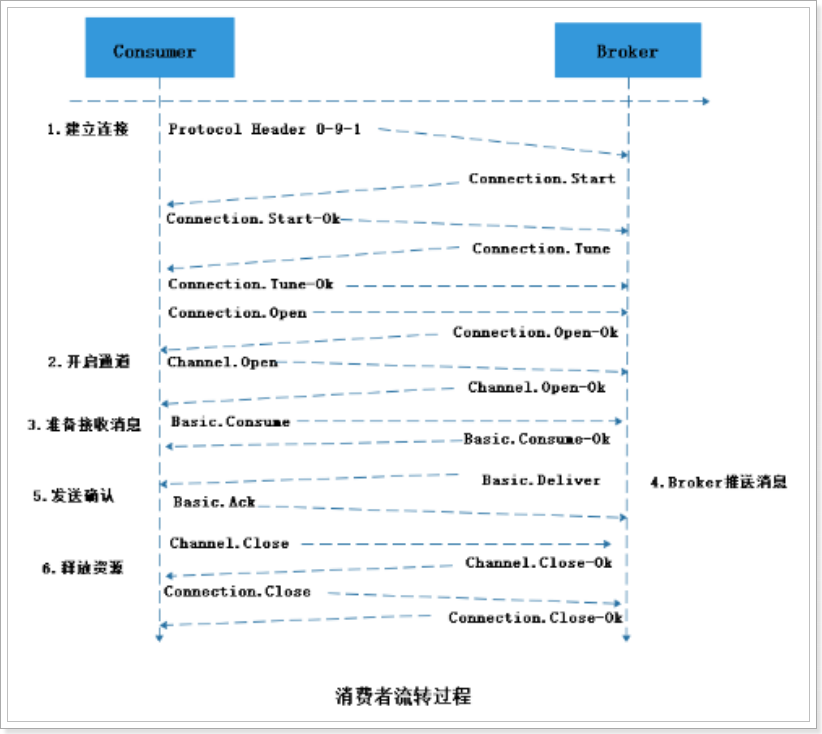 Consumer
Broker
1.建立连接
Protocol Header 0-9-1
Connection.Start
Connection.Start-Ok
Connection.Tune
Connection.Tune-Ok
Connection.Open
Connection.Open-Ok
2.开启通道
Channel.Open
Channel.Open-Ok
3.准备接收消息
Basic.Consume
Basic.Consume-Ok
Basic.Deliver
4.Broker推送消息
5.发送确认
Basic.Ack
Channel.Close
Channel.Close-Ok
6.释放资源
Connection.Close
Connection.Close-Ok
消费者流转过程